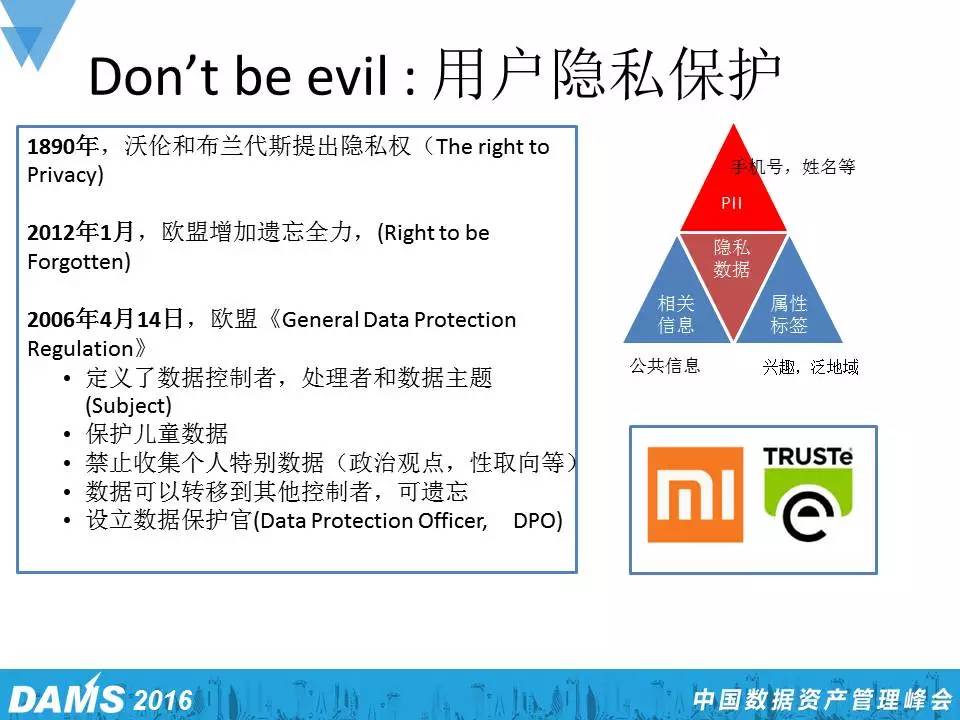 Don’t be evil : 用户隐私保护
1890年，沃伦和布兰代斯提出隐私权（The right to
Privacy)
2012年1月，欧盟增加遗忘全力，(Right to be
Forgotten)
2006年4月14日，欧盟《General Data Protection
Regulation》
• 定义了数据控制者，处理者和数据主题
(Subject)
• 保护儿童数据
• 禁止收集个人特别数据（政治观点，性取向等）
• 数据可以转移到其他控制者，可遗忘
• 设立数据保护官(Data Protection Officer, DPO)
手机号，姓名等
PII
隐私
数据
相关
信息
属性
标签
公共信息
兴趣，泛地域
mi
TRUSTe
e
DAMS 2016
中国数据资产管理峰会